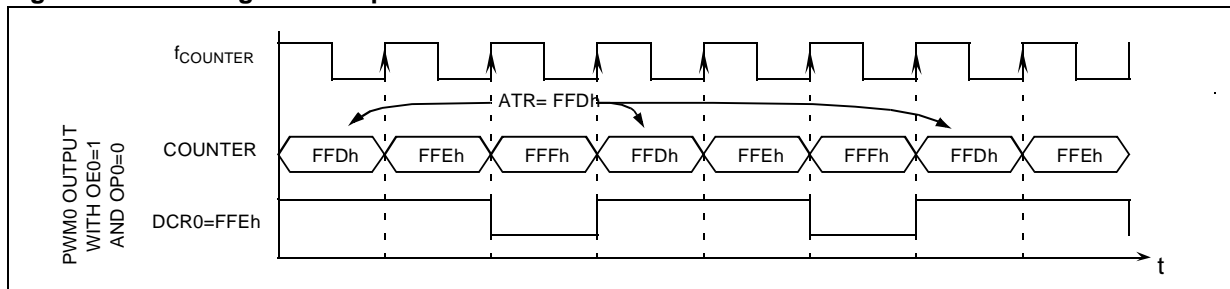 fCOUNTER
ATR= FFDh
COUNTER
FFDh FFEh FFFh FFDh FFEh FFFh FFDh FFEh
DCR0=FFEh
PWM0 OUTPUT
WITH OE0=1
AND OP0=0
t